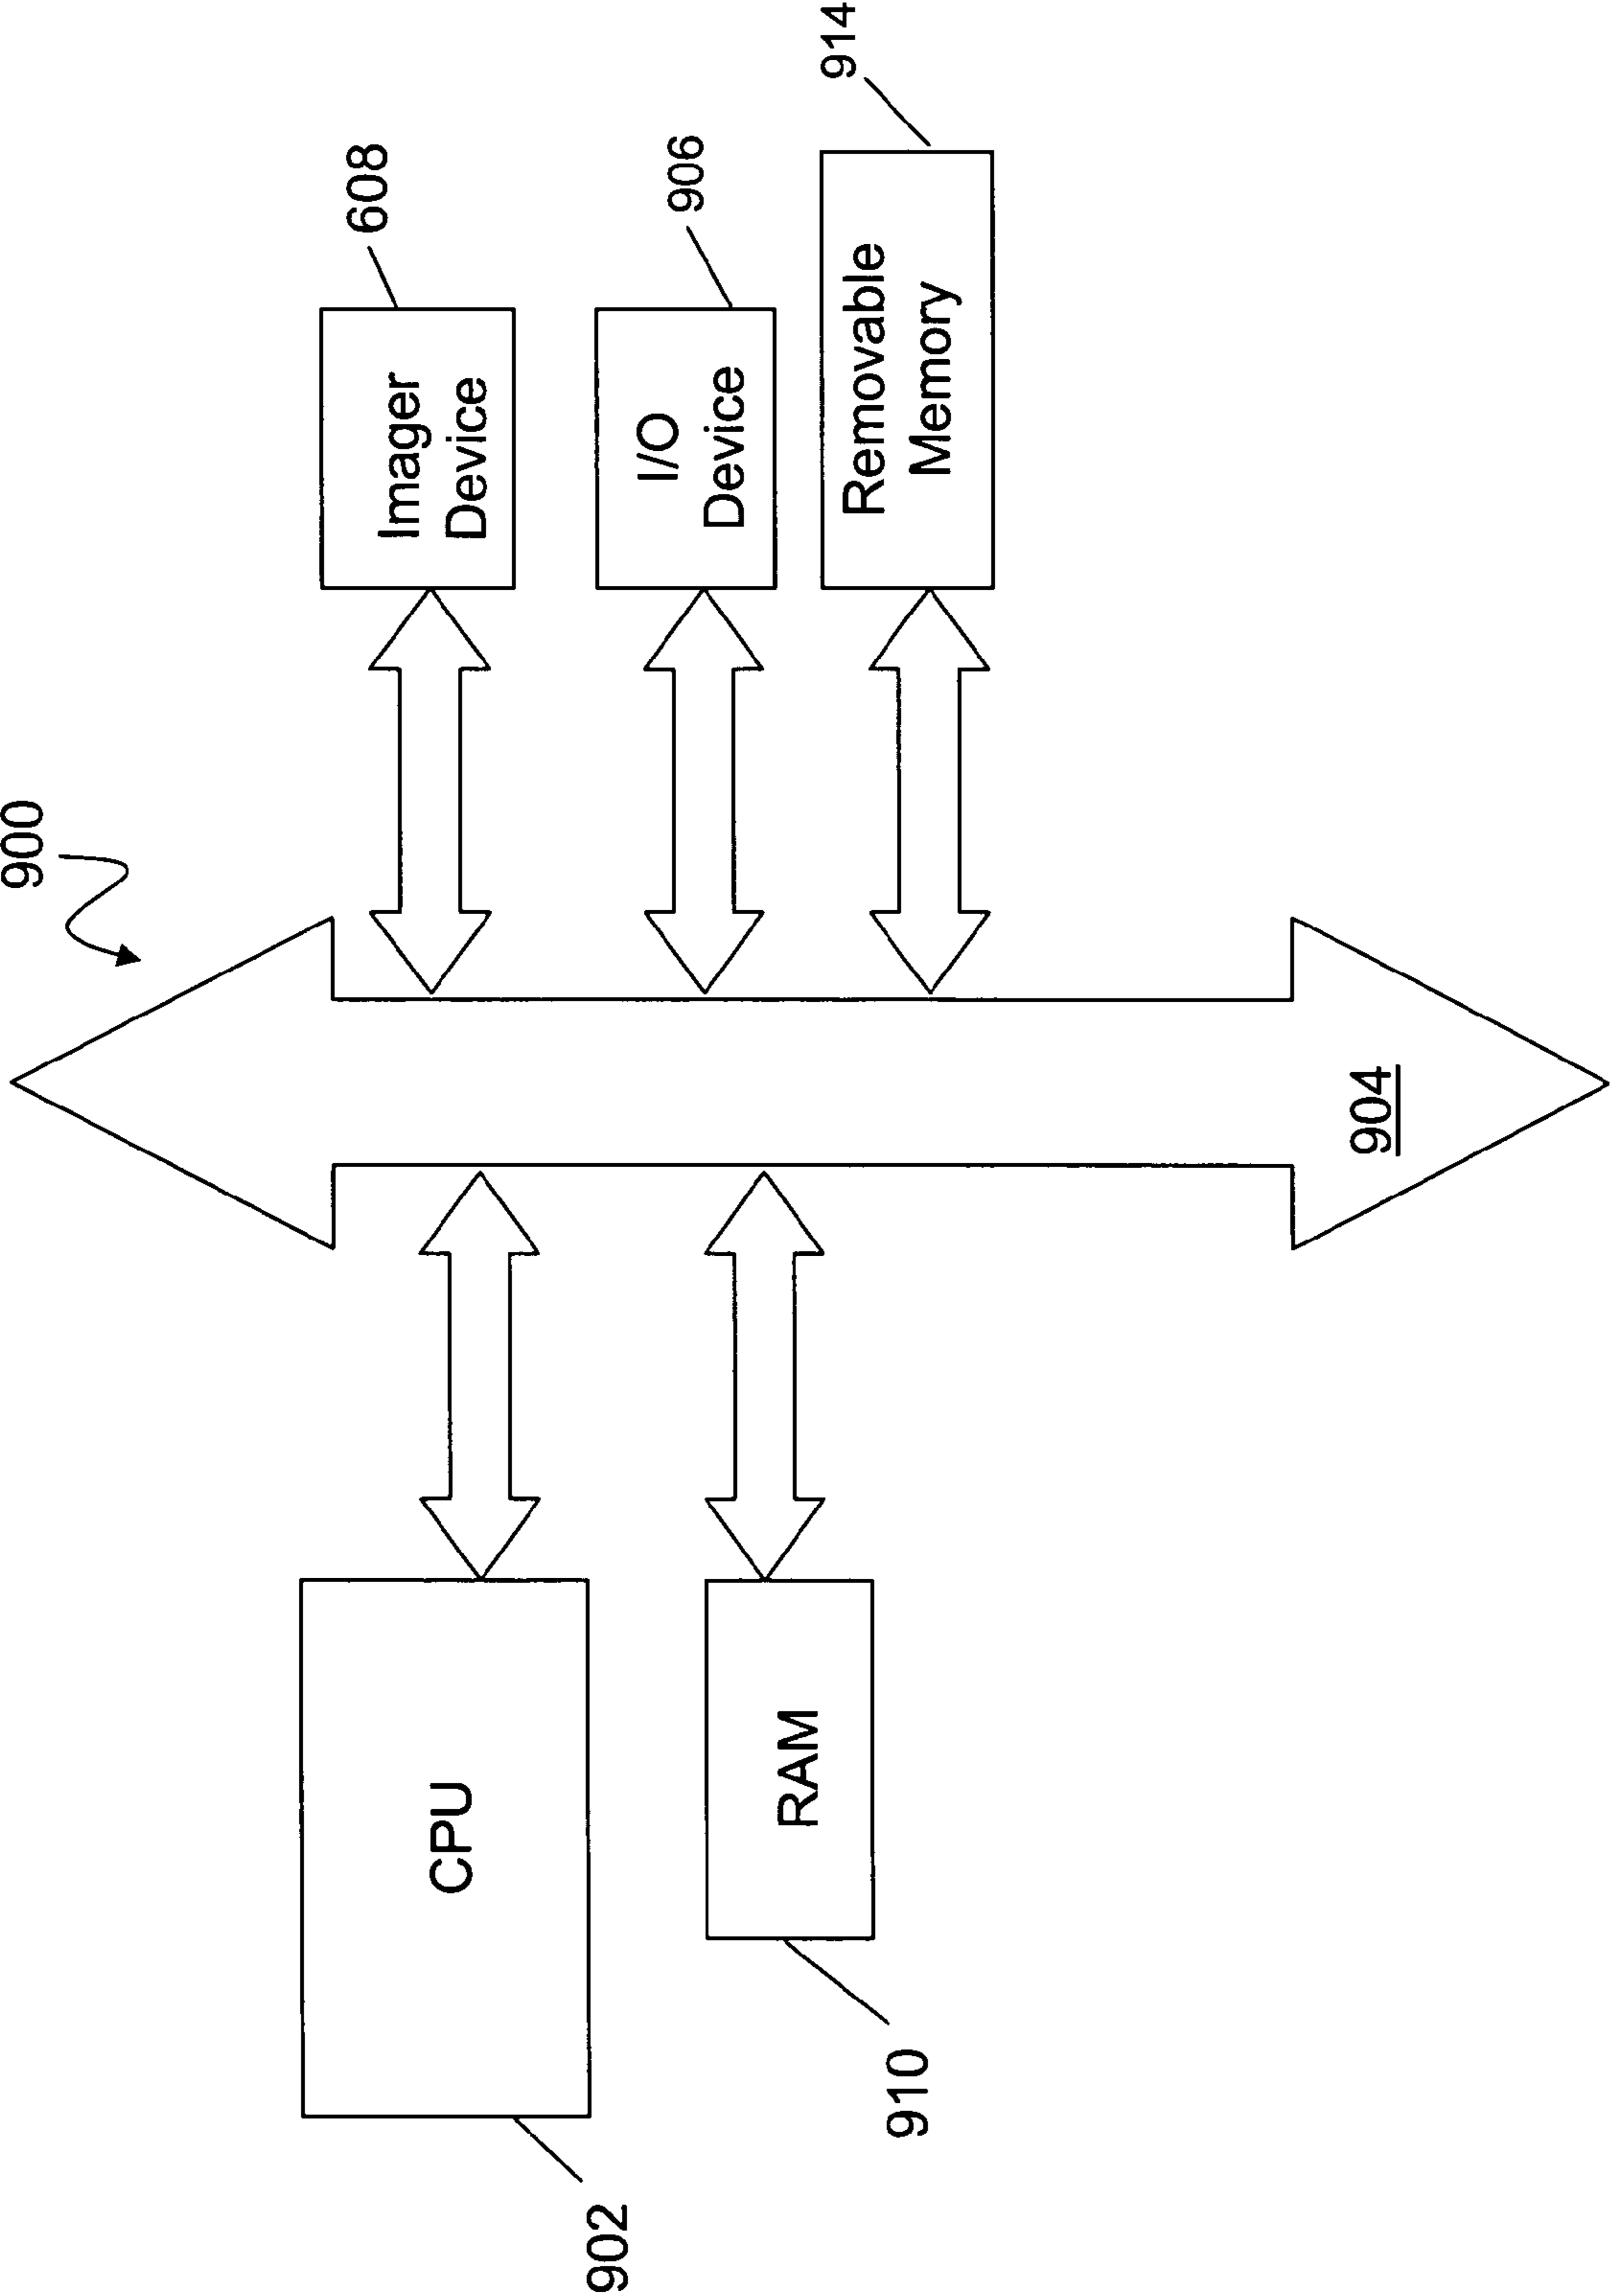 900
902
CPU
Imager
Device
608
I/O
Device
906
910
RAM
Removable
Memory
914
904